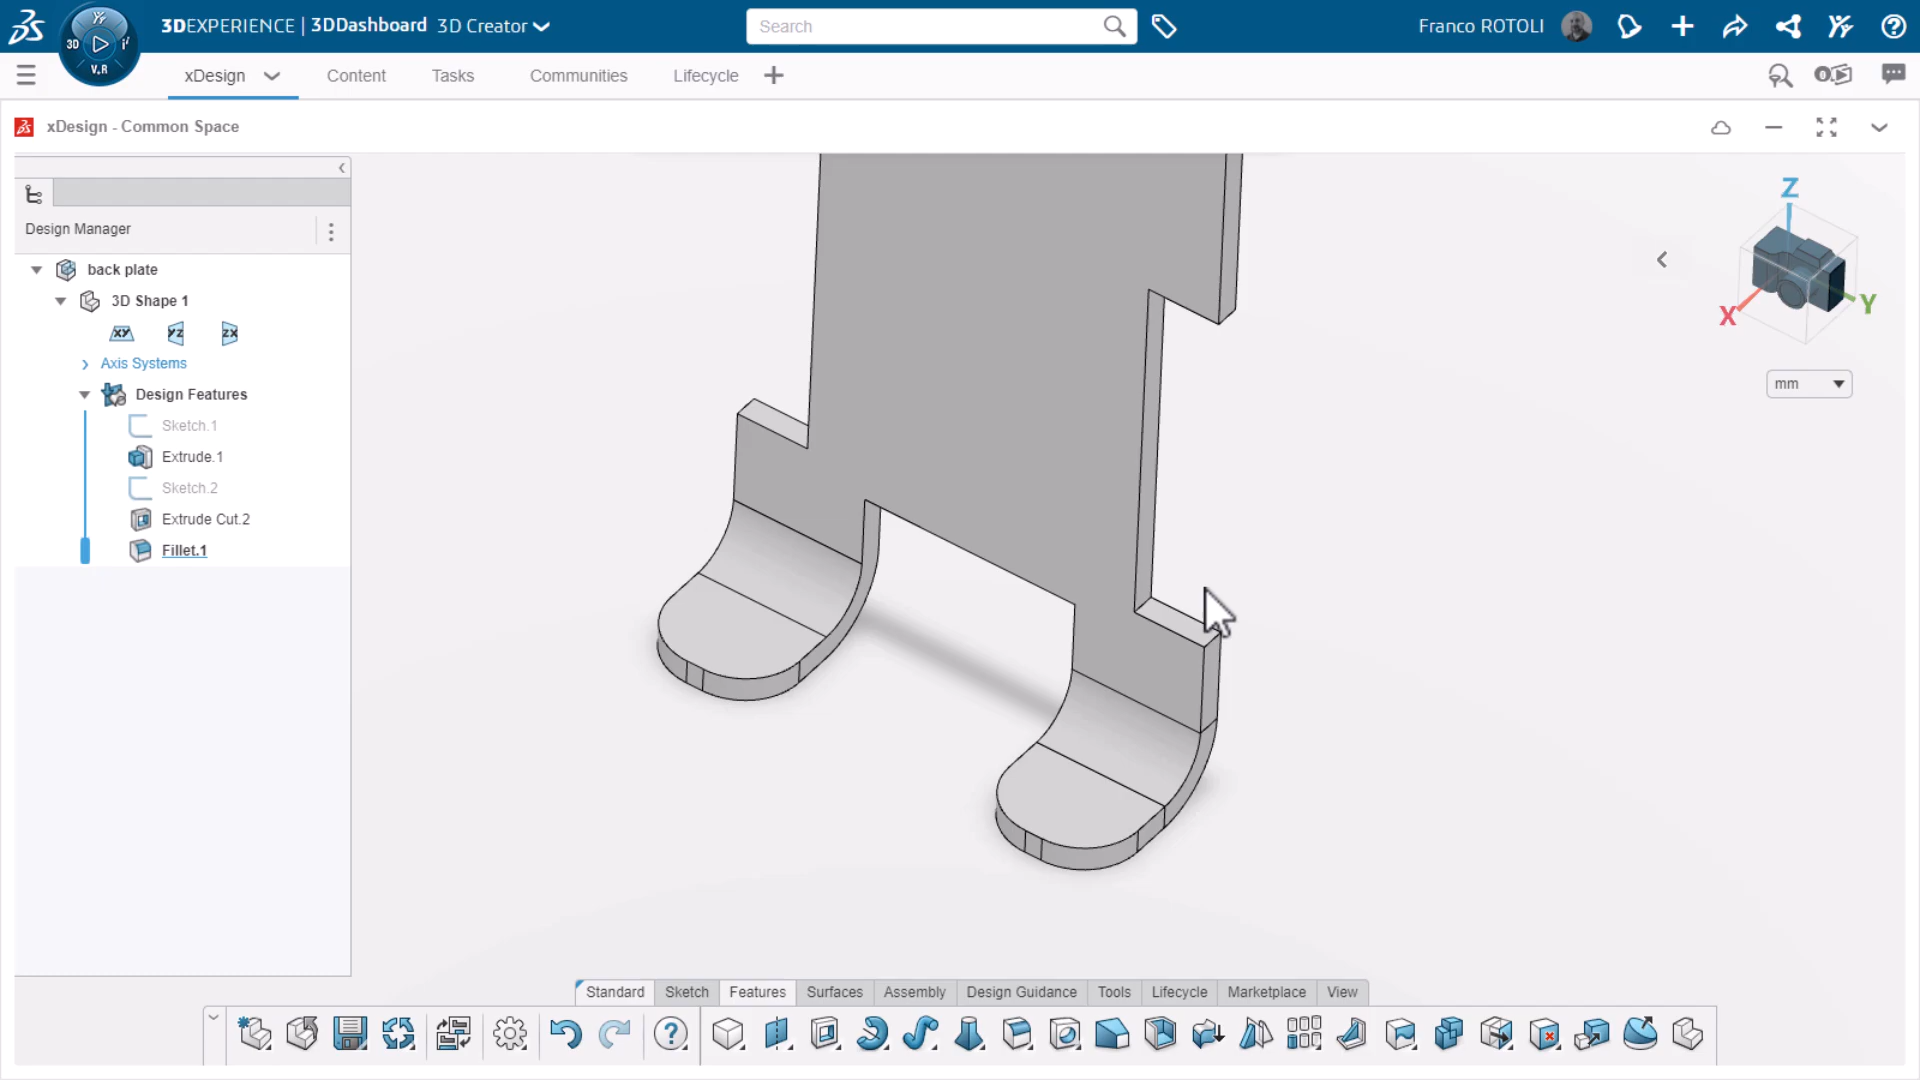 3DEXPERIENCE | 3DDashboard 3D Creator
Search
Franco ROTOLI
3D
V.R
xDesign
Content
Tasks
Communities
Lifecycle
0
xDesign - Common Space
Design Manager
back plate
3D Shape 1
XY YZ ZX
Axis Systems
Design Features
Sketch.1
Extrude.1
Sketch.2
Extrude Cut.2
Fillet.1
Z
X
Y
mm
Standard
Sketch
Features
Surfaces
Assembly
Design Guidance
Tools
Lifecycle
Marketplace
View